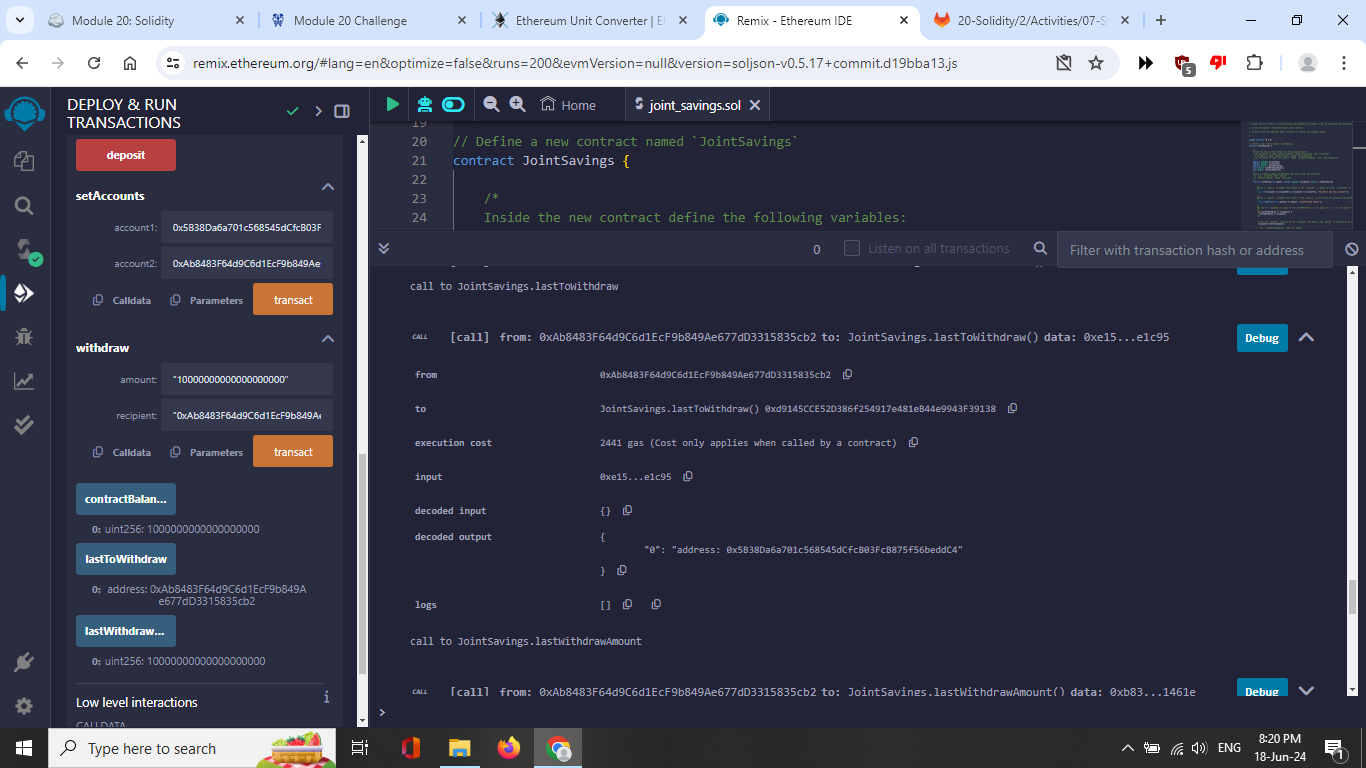 Module 20: Solidity
Module 20 Challenge
Ethereum Unit Converter | Et
Remix - Ethereum IDE
20-Solidity/2/Activities/07-S
remix.ethereum.org/#lang=en&optimize=false&runs=200&evmVersion=null&version=soljson-v0.5.17+commit.d19bba13.js
5
DEPLOY & RUN
TRANSACTIONS
Home
joint_savings.sol
deposit
setAccounts
account1: 0x5B38Da6a701c568545dCfcB03F
account2: 0xAb8483F64d9C6d1EcF9b849Ae
Calldata Parameters transact
withdraw
amount: "10000000000000000000"
recipient: "0xAb8483F64d9C6d1EcF9b849Ae
Calldata Parameters transact
contractBalan...
0: uint256: 1000000000000000000
lastToWithdraw
0: address: 0xAb8483F64d9C6d1EcF9b849A
e677dD3315835cb2
lastWithdraw...
0: uint256: 10000000000000000000
Low level interactions
i
CALLDATA
19
20 // Define a new contract named `JointSavings`
21 contract JointSavings {
22
23 /*
24 Inside the new contract define the following variables:
0
Listen on all transactions
Filter with transaction hash or address
call to JointSavings.lastToWithdraw
CALL [call] from: 0xAb8483F64d9C6d1EcF9b849Ae677dD3315835cb2 to: JointSavings.lastToWithdraw() data: 0xe15...e1c95 Debug
from 0xAb8483F64d9C6d1EcF9b849Ae677dD3315835cb2
to JointSavings.lastToWithdraw() 0xd9145CCE52D386f254917e481eB44e9943F39138
execution cost 2441 gas (Cost only applies when called by a contract)
input 0xe15...e1c95
decoded input {}
decoded output {
"0": "address: 0x5B38Da6a701c568545dCfcB03FcB875f56beddC4"
}
logs []
call to JointSavings.lastWithdrawAmount
CALL [call] from: 0xAb8483F64d9C6d1EcF9b849Ae677dD3315835cb2 to: JointSavings.lastWithdrawAmount() data: 0xb83...1461e Debug
>
Type here to search
ENG
8:20 PM
18-Jun-24
1